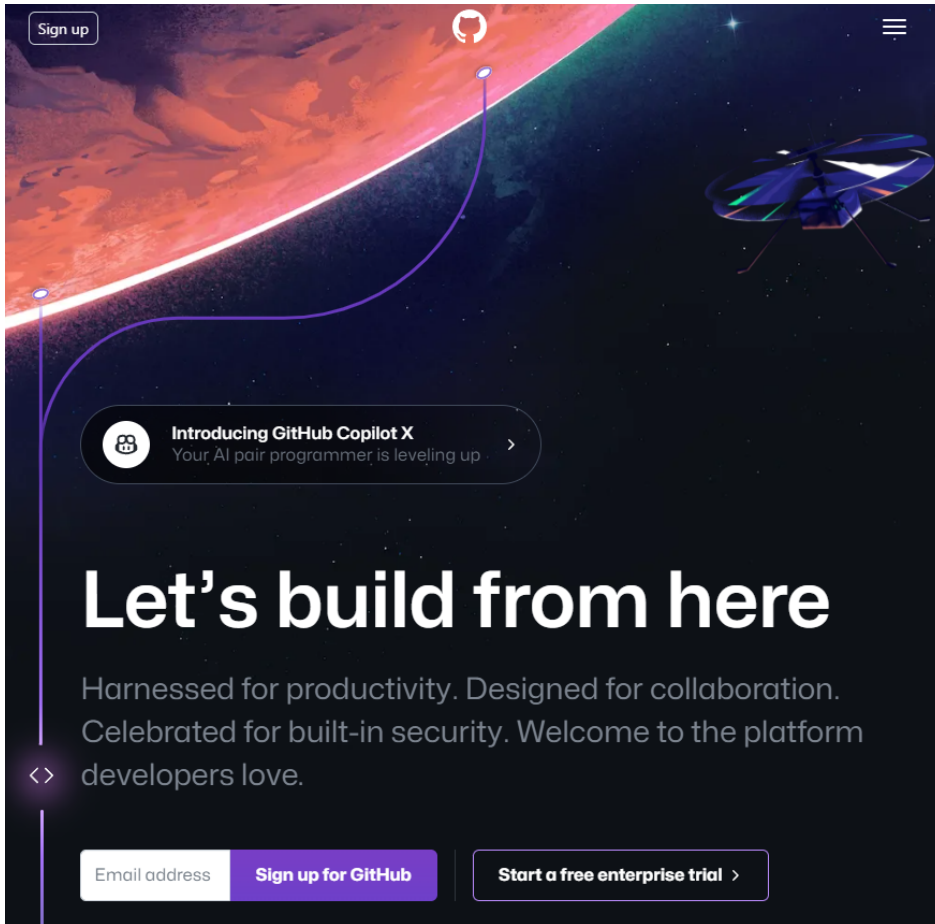 Sign up
Introducing GitHub Copilot X
Your AI pair programmer is leveling up
Let’s build from here
Harnessed for productivity. Designed for collaboration.
Celebrated for built-in security. Welcome to the platform
developers love.
Email address
Sign up for GitHub
Start a free enterprise trial